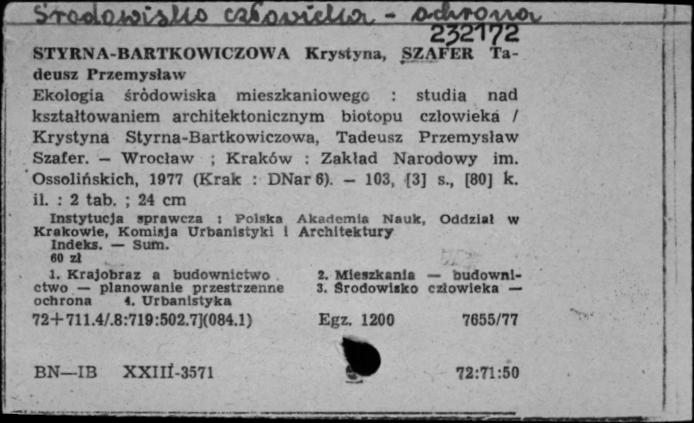 Środowisko człowieka - ochrona
232172
STYRNA-BARTKOWICZOWA Krystyna, SZAFER Ta-
deusz Przemysław
Ekologia środowiska mieszkaniowego : studia nad
kształtowaniem architektonicznym biotopu człowieka /
Krystyna Styrna-Bartkowiczowa, Tadeusz Przemysław
Szafer. — Wrocław ; Kraków : Zakład Narodowy im.
Ossolińskich, 1977 (Krak : DNar 6). — 103, [3] s., [80] k.
il. : 2 tab. ; 24 cm
Instytucja sprawcza : Polska Akademia Nauk, Oddział w
Krakowie, Komisja Urbanistyki i Architektury
Indeks. — Sum.
60 zł
1. Krajobraz a budownictwo 2. Mieszkania — budowni-
ctwo — planowanie przestrzenne 3. Środowisko człowieka —
ochrona 4. Urbanistyka
72+711.4/.8:719:502.7](084.1) Egz. 1200 7655/77
BN—IB XXIII-3571 72:71:50